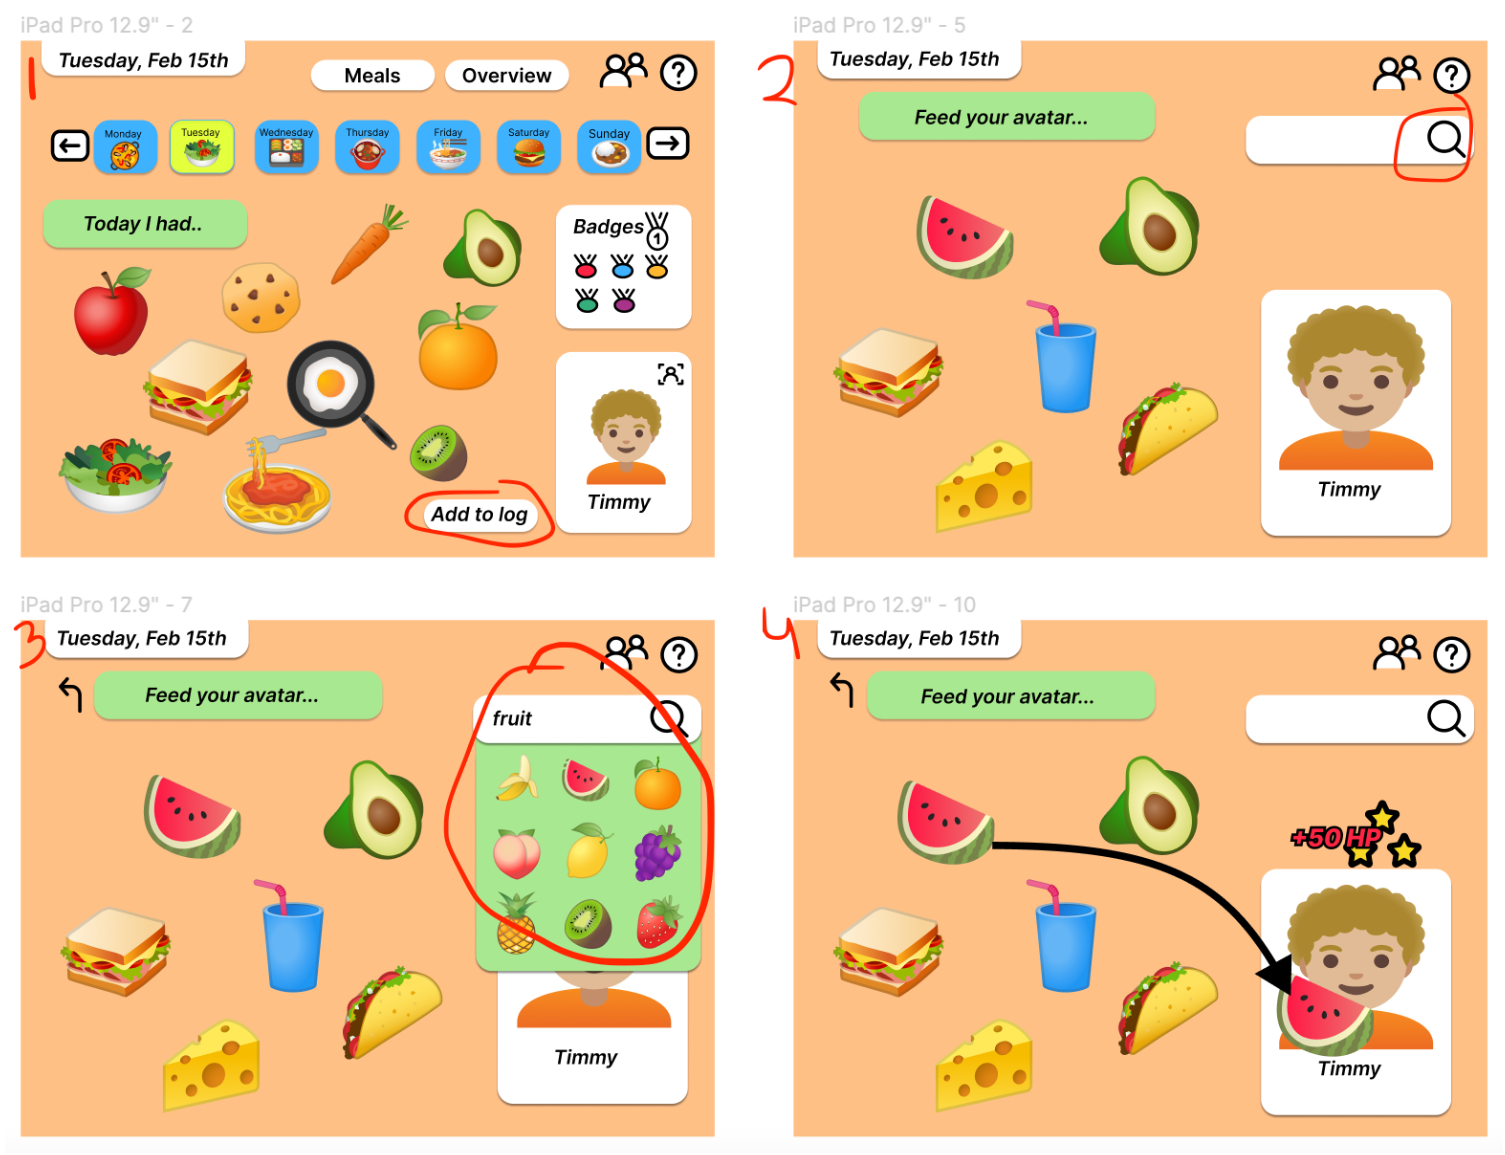 iPad Pro 12.9" - 2
1
Tuesday, Feb 15th
Meals
Overview
?
Monday
Tuesday
Wednesday
Thursday
Friday
Saturday
Sunday
Today I had..
Badges
1
Timmy
Add to log
iPad Pro 12.9" - 5
2
Tuesday, Feb 15th
?
Feed your avatar...
Timmy
iPad Pro 12.9" - 7
3
Tuesday, Feb 15th
?
Feed your avatar...
fruit
Timmy
iPad Pro 12.9" - 10
4
Tuesday, Feb 15th
?
Feed your avatar...
+50 HP
Timmy